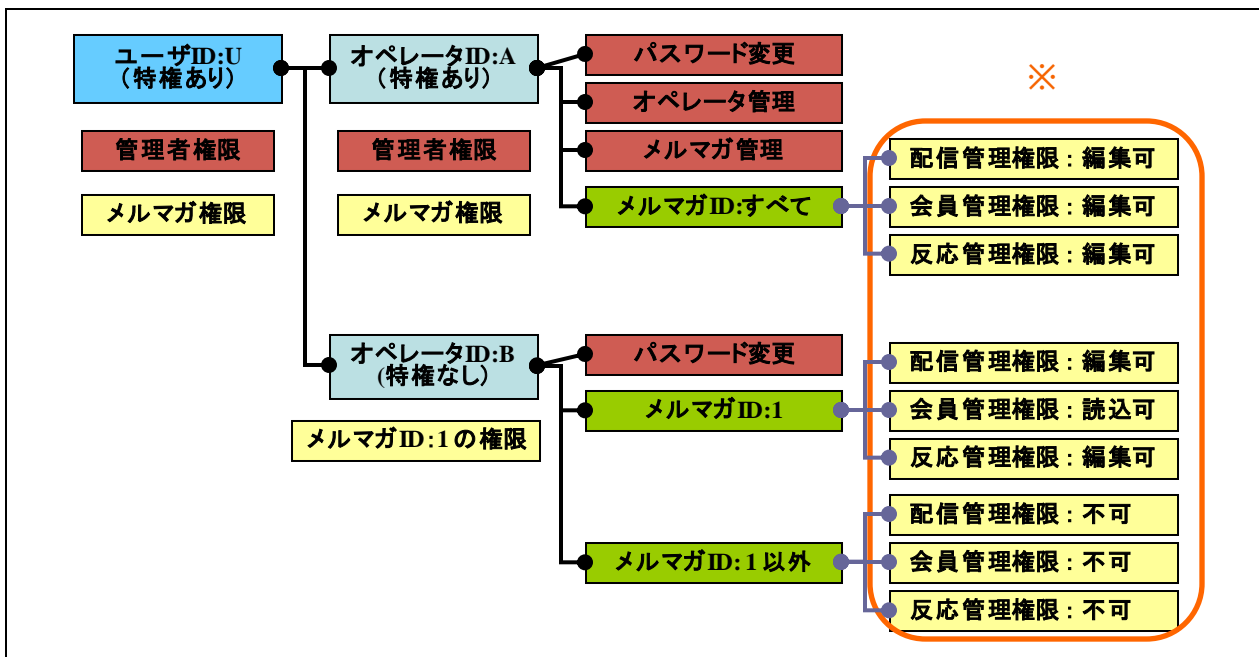 ユーザID:U
（特権あり）
管理者権限
メルマガ権限
オペレータID:A
（特権あり）
管理者権限
メルマガ権限
パスワード変更
オペレータ管理
メルマガ管理
メルマガID:すべて
※
配信管理権限：編集可
会員管理権限：編集可
反応管理権限：編集可
オペレータID:B
(特権なし）
メルマガID:1の権限
パスワード変更
メルマガID:1
配信管理権限：編集可
会員管理権限：読込可
反応管理権限：編集可
メルマガID:1以外
配信管理権限：不可
会員管理権限：不可
反応管理権限：不可